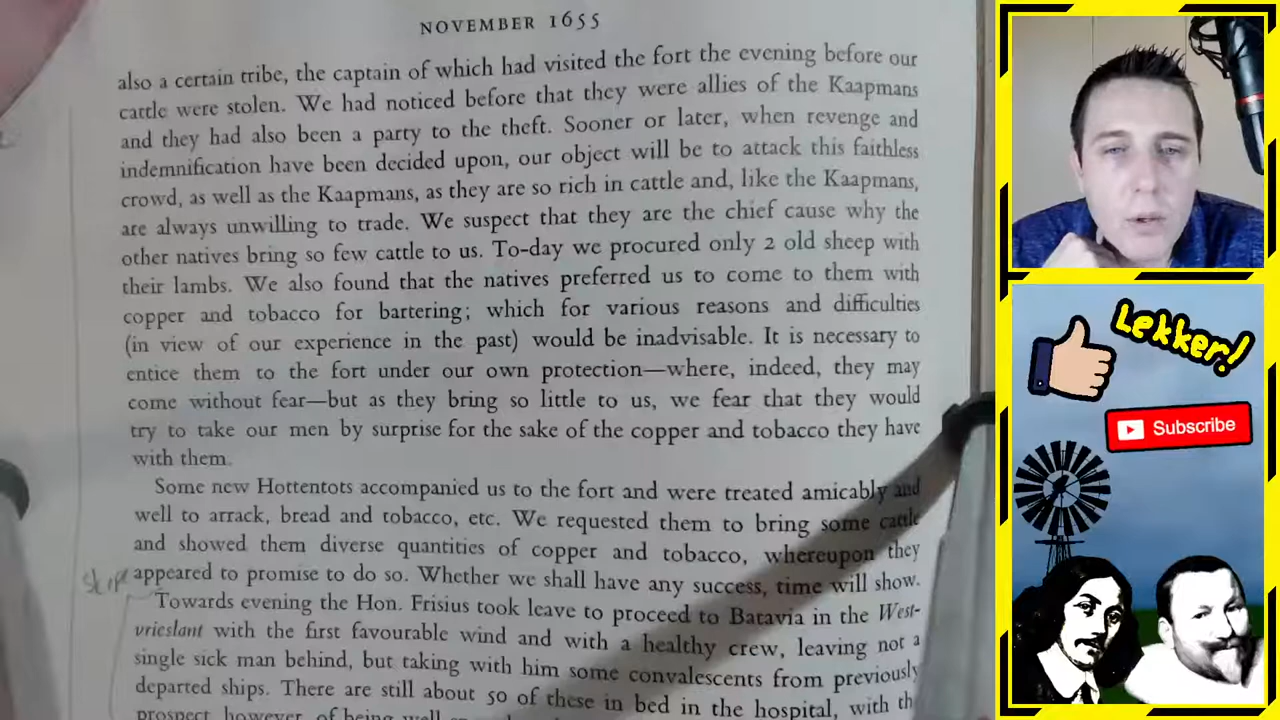 NOVEMBER 1655
also a certain tribe, the captain of which had visited the fort the evening before our
cattle were stolen. We had noticed before that they were allies of the Kaapmans
and they had also been a party to the theft. Sooner or later, when revenge and
indemnification have been decided upon, our object will be to attack this faithless
crowd, as well as the Kaapmans, as they are so rich in cattle and, like the Kaapmans,
are always unwilling to trade. We suspect that they are the chief cause why the
other natives bring so few cattle to us. To-day we procured only 2 old sheep with
their lambs. We also found that the natives preferred us to come to them with
copper and tobacco for bartering; which for various reasons and difficulties
(in view of our experience in the past) would be inadvisable. It is necessary to
entice them to the fort under our own protection—where, indeed, they may
come without fear—but as they bring so little to us, we fear that they would
try to take our men by surprise for the sake of the copper and tobacco they have
with them.
Some new Hottentots accompanied us to the fort and were treated amicably and
well to arrack, bread and tobacco, etc. We requested them to bring some cattle
and showed them diverse quantities of copper and tobacco, whereupon they
appeared to promise to do so. Whether we shall have any success, time will show.
skip
Towards evening the Hon. Frisius took leave to proceed to Batavia in the West-
vrieslant with the first favourable wind and with a healthy crew, leaving not a
single sick man behind, but taking with him some convalescents from previously
departed ships. There are still about 50 of these in bed in the hospital, with
prospect, however, of being well
Lekker!
Subscribe